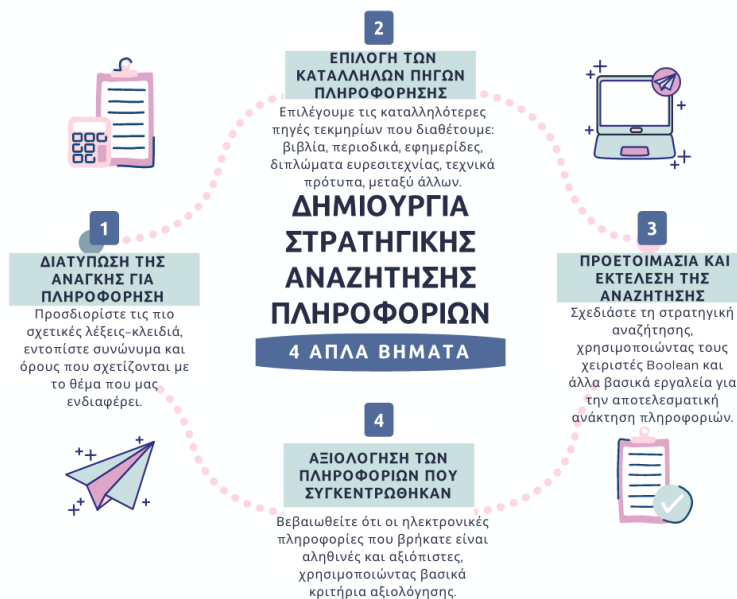 ΔΗΜΙΟΥΡΓΙΑ
ΣΤΡΑΤΗΓΙΚΗΣ
ΑΝΑΖΗΤΗΣΗΣ
ΠΛΗΡΟΦΟΡΙΩΝ
4 ΑΠΛΑ ΒΗΜΑΤΑ
1
ΔΙΑΤΥΠΩΣΗ ΤΗΣ
ΑΝΑΓΚΗΣ ΓΙΑ
ΠΛΗΡΟΦΟΡΗΣΗ
Προσδιορίστε τις πιο
σχετικές λέξεις-κλειδιά,
εντοπίστε συνώνυμα και
όρους που σχετίζονται με
το θέμα που μας
ενδιαφέρει.
2
ΕΠΙΛΟΓΗ ΤΩΝ
ΚΑΤΑΛΛΗΛΩΝ ΠΗΓΩΝ
ΠΛΗΡΟΦΟΡΗΣΗΣ
Επιλέγουμε τις καταλληλότερες
πηγές τεκμηρίων που διαθέτουμε:
βιβλία, περιοδικά, εφημερίδες,
διπλώματα ευρεσιτεχνίας, τεχνικά
πρότυπα, μεταξύ άλλων.
3
ΠΡΟΕΤΟΙΜΑΣΙΑ ΚΑΙ
ΕΚΤΕΛΕΣΗ ΤΗΣ
ΑΝΑΖΗΤΗΣΗΣ
Σχεδιάστε τη στρατηγική
αναζήτησης,
χρησιμοποιώντας τους
χειριστές Boolean και
άλλα βασικά εργαλεία για
την αποτελεσματική
ανάκτηση πληροφοριών.
4
ΑΞΙΟΛΟΓΗΣΗ ΤΩΝ
ΠΛΗΡΟΦΟΡΙΩΝ ΠΟΥ
ΣΥΓΚΕΝΤΡΩΘΗΚΑΝ
Βεβαιωθείτε ότι οι ηλεκτρονικές
πληροφορίες που βρήκατε είναι
αληθινές και αξιόπιστες,
χρησιμοποιώντας βασικά
κριτήρια αξιολόγησης.